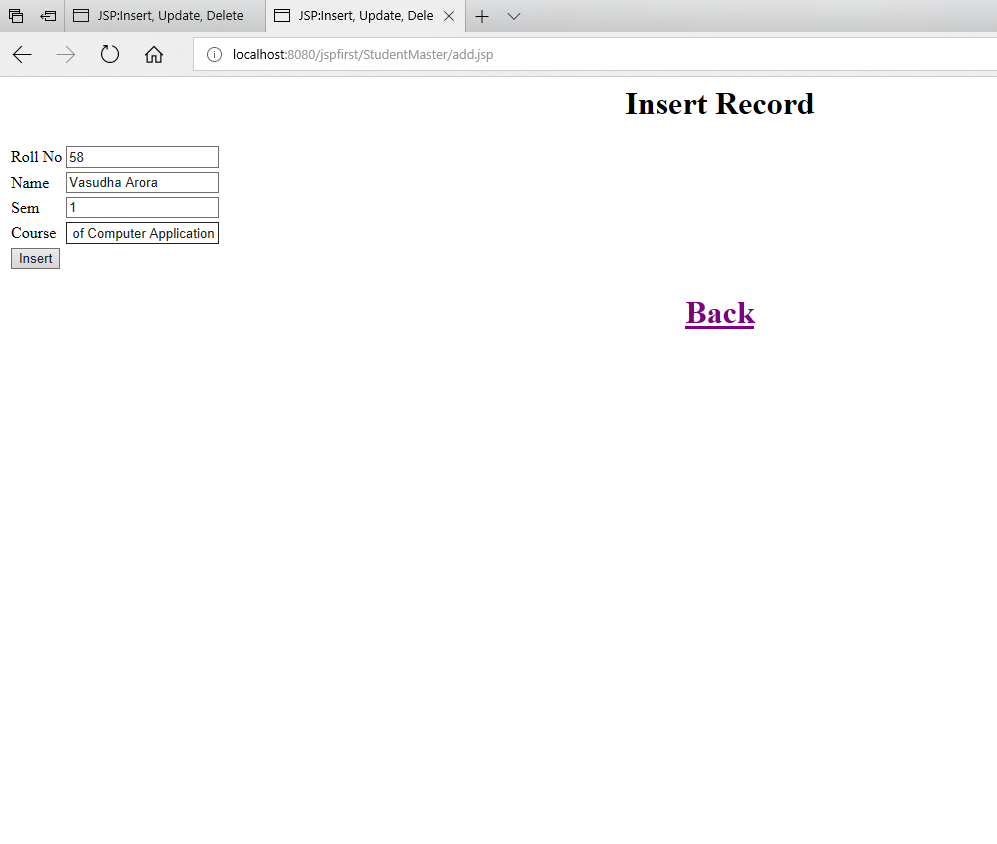 JSP:Insert, Update, Delete
JSP:Insert, Update, Dele
localhost:8080/jspfirst/StudentMaster/add.jsp
Insert Record
Roll No 58
Name Vasudha Arora
Sem 1
Course of Computer Application
Insert
Back